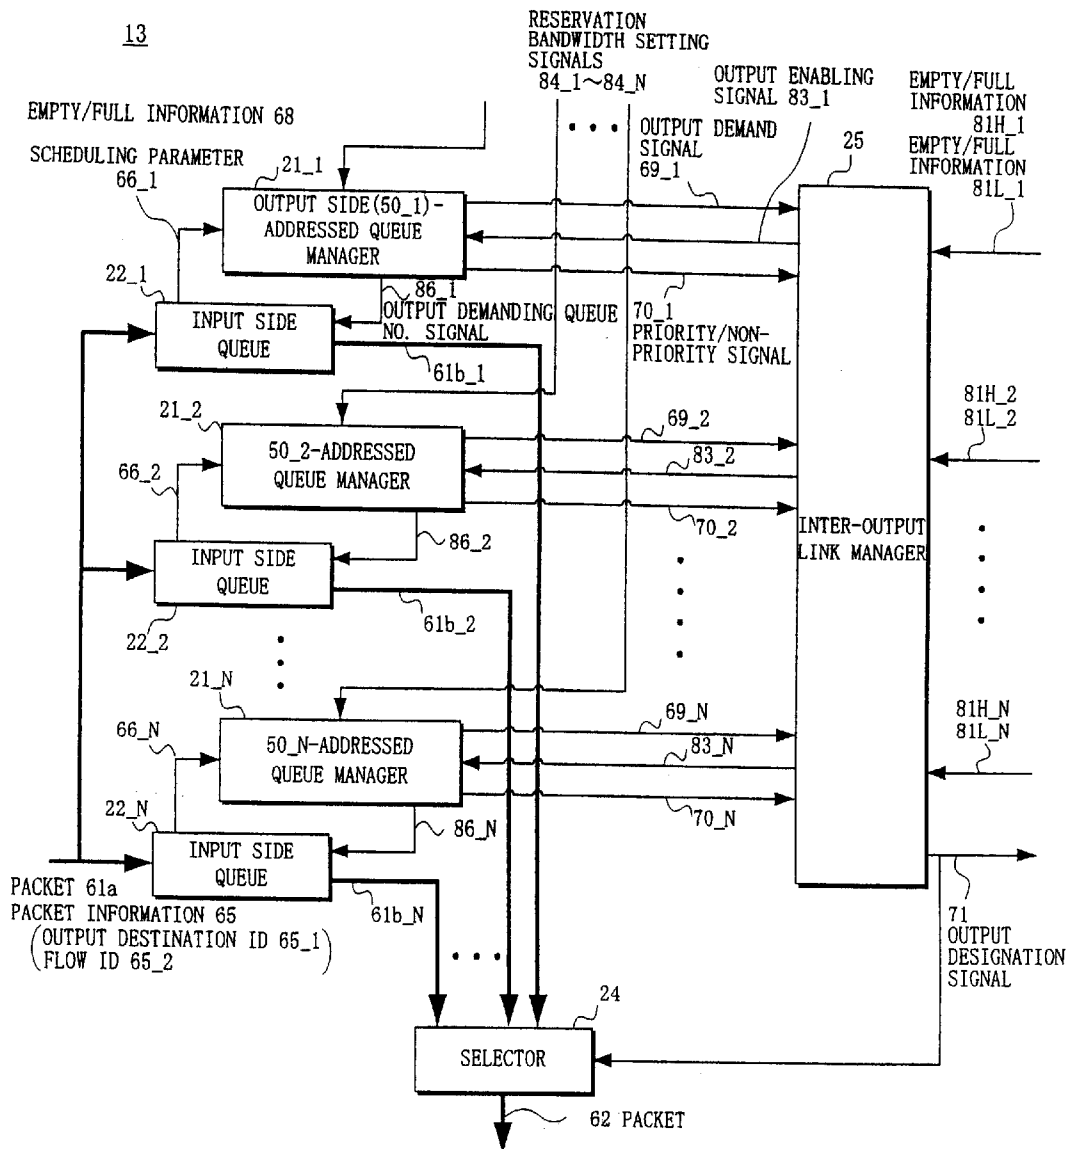 13
RESERVATION
BANDWIDTH SETTING
SIGNALS
84_1～84_N
OUTPUT ENABLING
SIGNAL 83_1
EMPTY/FULL
INFORMATION
81H_1
EMPTY/FULL
INFORMATION
81L_1
EMPTY/FULL INFORMATION 68
OUTPUT DEMAND
SIGNAL
69_1
25
SCHEDULING PARAMETER
66_1
21_1
OUTPUT SIDE(50_1)-
ADDRESSED QUEUE
MANAGER
22_1
86_1
OUTPUT DEMANDING QUEUE
NO. SIGNAL
70_1
PRIORITY/NON-
PRIORITY SIGNAL
INPUT SIDE
QUEUE
61b_1
21_2
50_2-ADDRESSED
QUEUE MANAGER
69_2
83_2
70_2
81H_2
81L_2
66_2
86_2
INTER-OUTPUT
LINK MANAGER
INPUT SIDE
QUEUE
22_2
61b_2
21_N
50_N-ADDRESSED
QUEUE MANAGER
69_N
83_N
70_N
81H_N
81L_N
66_N
22_N
86_N
INPUT SIDE
QUEUE
61b_N
PACKET 61a
PACKET INFORMATION 65
(OUTPUT DESTINATION ID 65_1)
FLOW ID 65_2
71
OUTPUT
DESIGNATION
SIGNAL
24
SELECTOR
62 PACKET